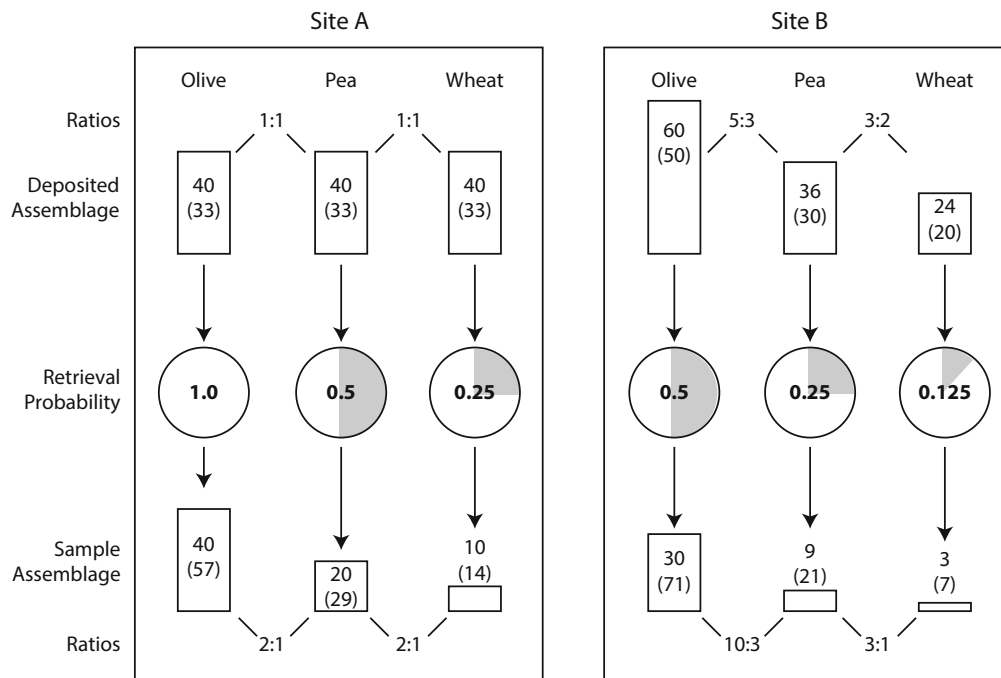 Site A
Site B
Olive Pea Wheat
Olive Pea Wheat
Ratios
1:1 1:1
5:3 3:2
Deposited
Assemblage
40
(33)
40
(33)
40
(33)
60
(50)
36
(30)
24
(20)
Retrieval
Probability
1.0 0.5 0.25
0.5 0.25 0.125
Sample
Assemblage
40
(57)
20
(29)
10
(14)
30
(71)
9
(21)
3
(7)
Ratios
2:1 2:1
10:3 3:1